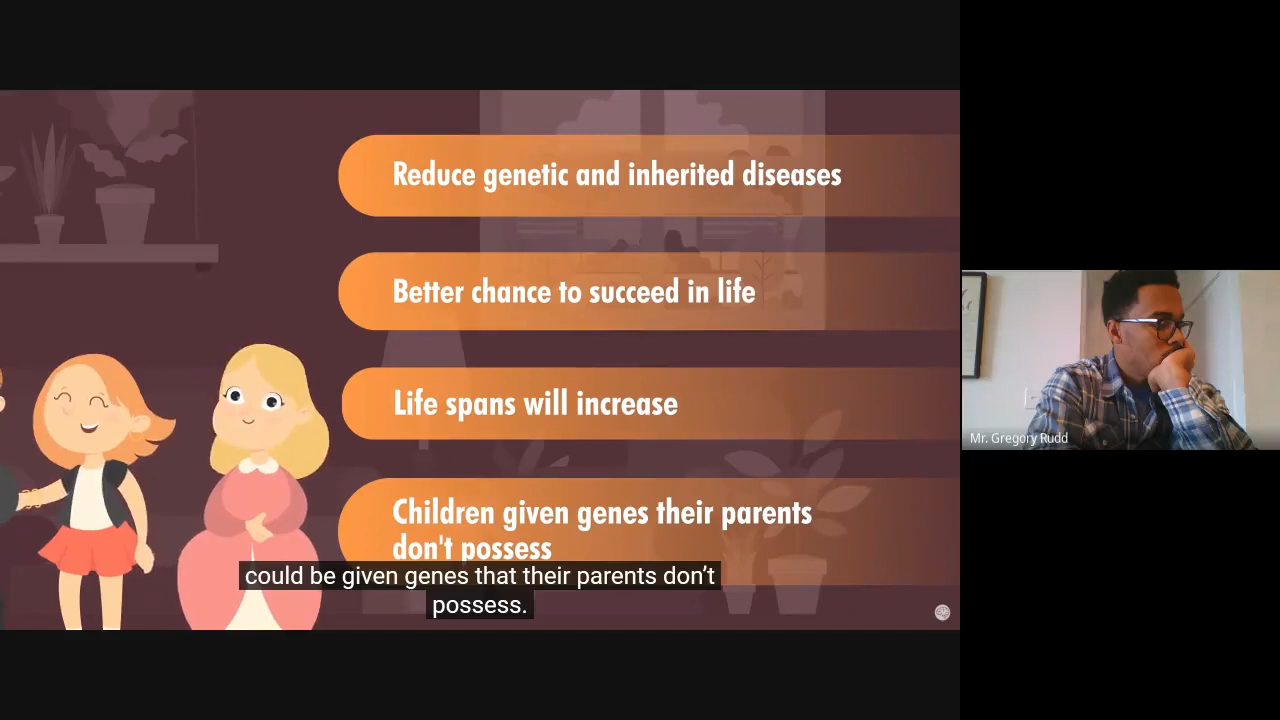 Reduce genetic and inherited diseases
Better chance to succeed in life
Life spans will increase
Children given genes their parents
don't possess
could be given genes that their parents don’t
possess.
Mr. Gregory Rudd